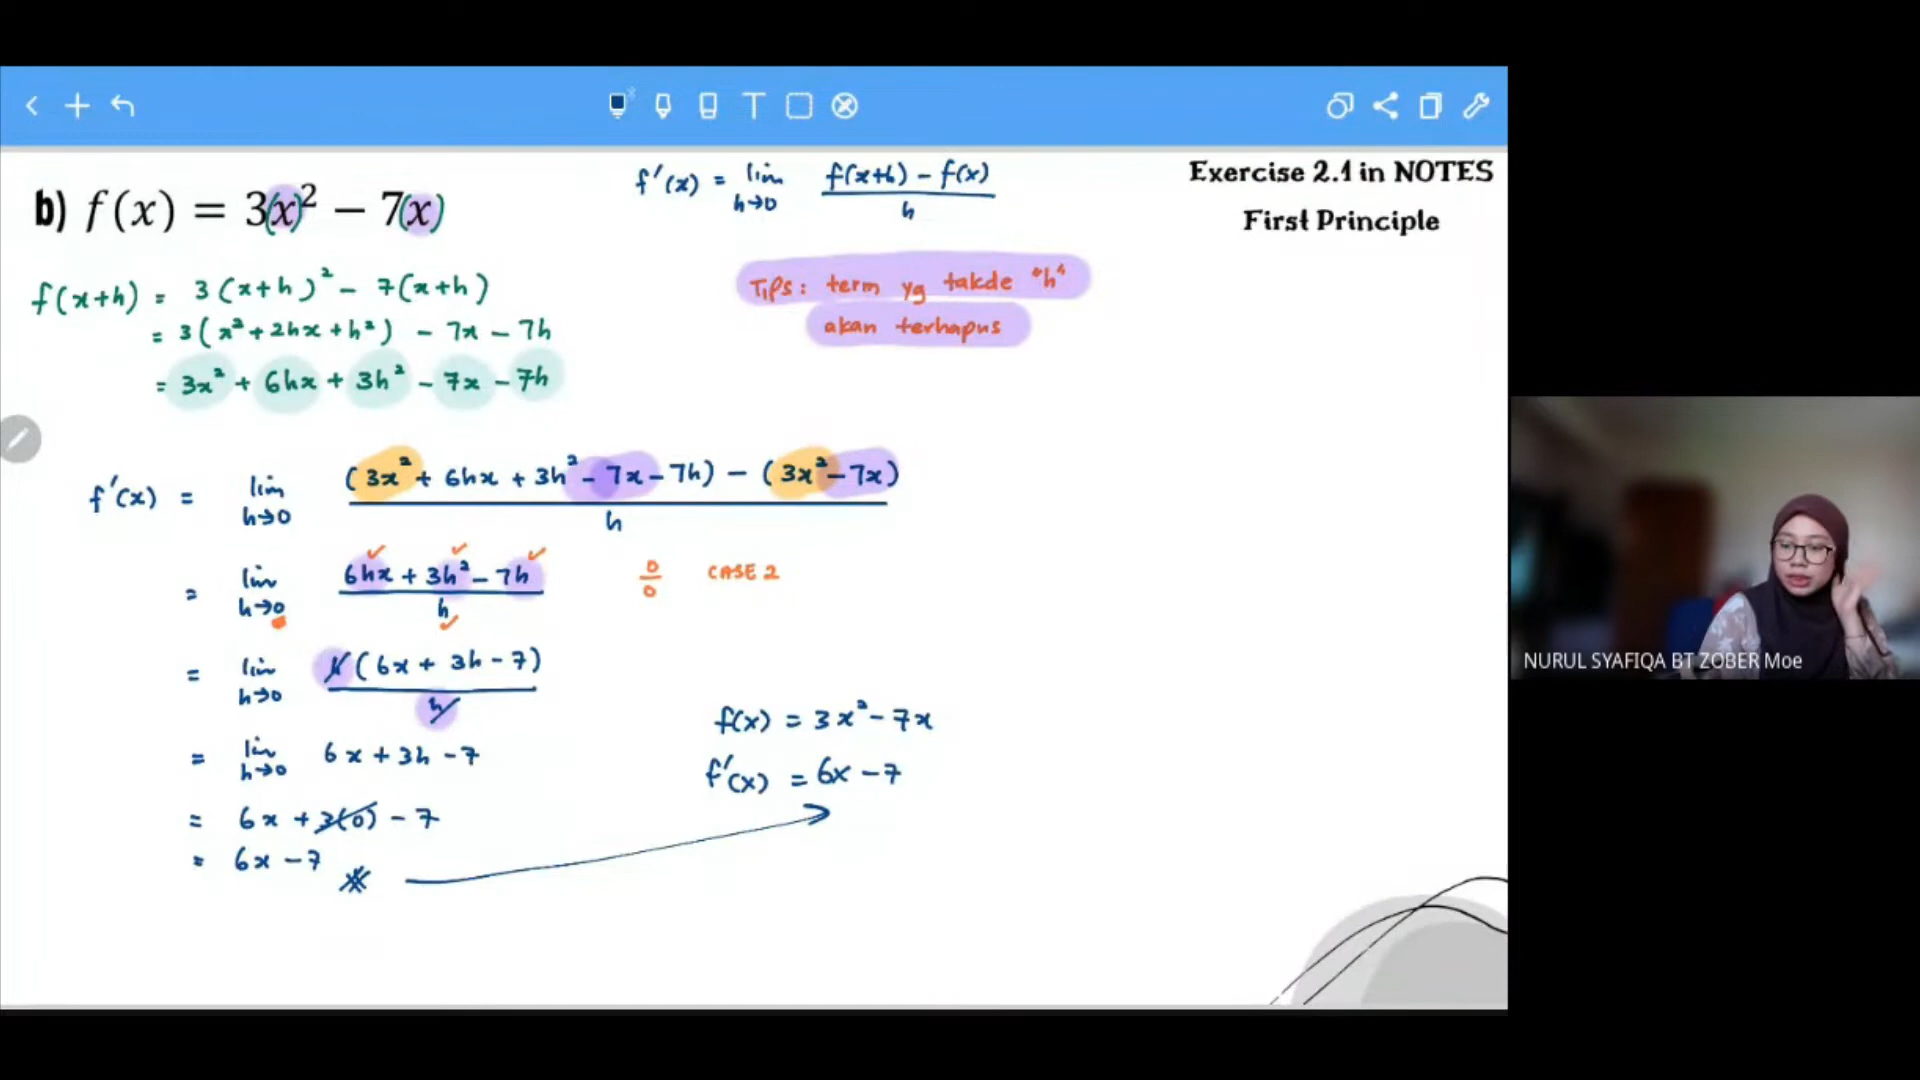 Exercise 2.1 in NOTES
First Principle
b) f(x) = 3(x)² − 7(x)
f'(x) = lim h→0 f(x+h) − f(x) / h
Tips: term yg takde "h"
akan terhapus
f(x+h) = 3(x+h)² − 7(x+h)
= 3(x² + 2hx + h²) − 7x − 7h
= 3x² + 6hx + 3h² − 7x − 7h
f'(x) = lim h→0 (3x² + 6hx + 3h² − 7x − 7h) − (3x² − 7x) / h
= lim h→0 6hx + 3h² − 7h / h
0/0 CASE 2
= lim h→0 h(6x + 3h − 7) / h
= lim h→0 6x + 3h − 7
= 6x + 3(0) − 7
= 6x − 7
f(x) = 3x² − 7x
f'(x) = 6x − 7
NURUL SYAFIQA BT ZOBER Moe